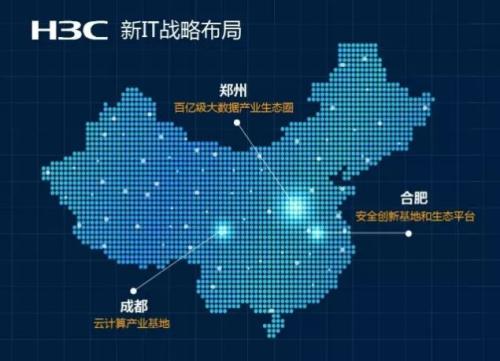 H3C 新IT战略布局
郑州
百亿级大数据产业生态圈
合肥
安全创新基地和生态平台
成都
云计算产业基地